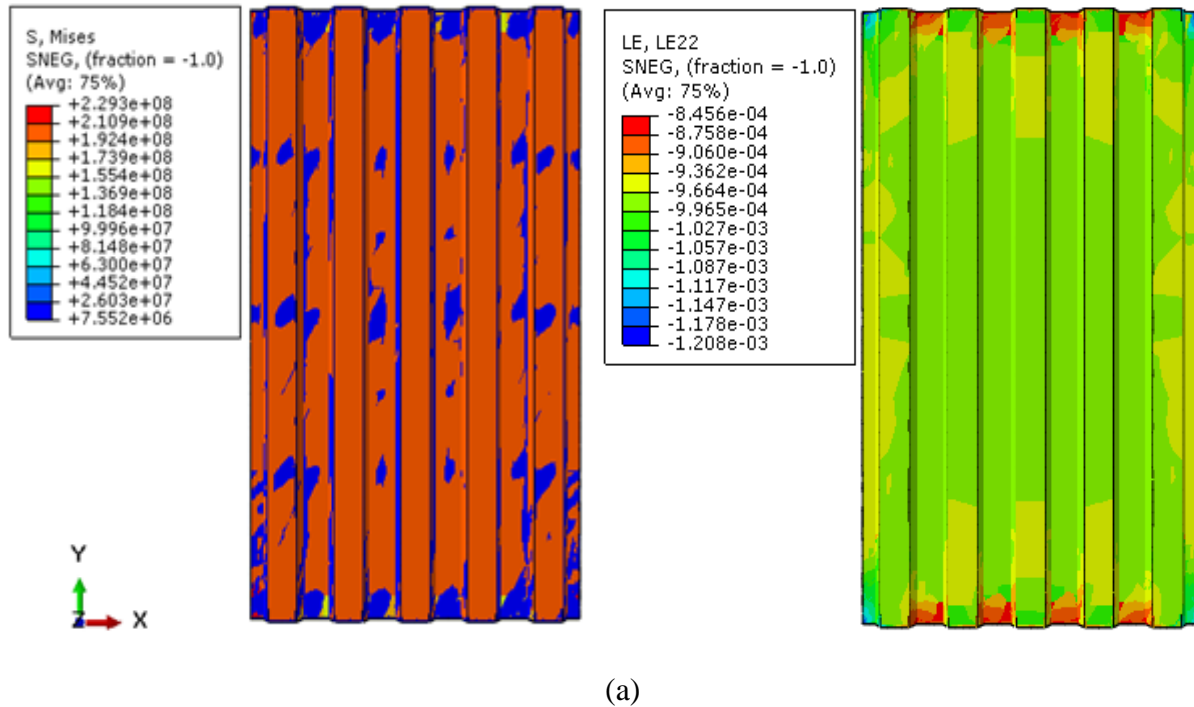 S, Mises
SNEG, (fraction = -1.0)
(Avg: 75%)
+2.293e+08
+2.109e+08
+1.924e+08
+1.739e+08
+1.554e+08
+1.369e+08
+1.184e+08
+9.996e+07
+8.148e+07
+6.300e+07
+4.452e+07
+2.603e+07
+7.552e+06
LE, LE22
SNEG, (fraction = -1.0)
(Avg: 75%)
-8.456e-04
-8.758e-04
-9.060e-04
-9.362e-04
-9.664e-04
-9.965e-04
-1.027e-03
-1.057e-03
-1.087e-03
-1.117e-03
-1.147e-03
-1.178e-03
-1.208e-03
Y
Z X
(a)